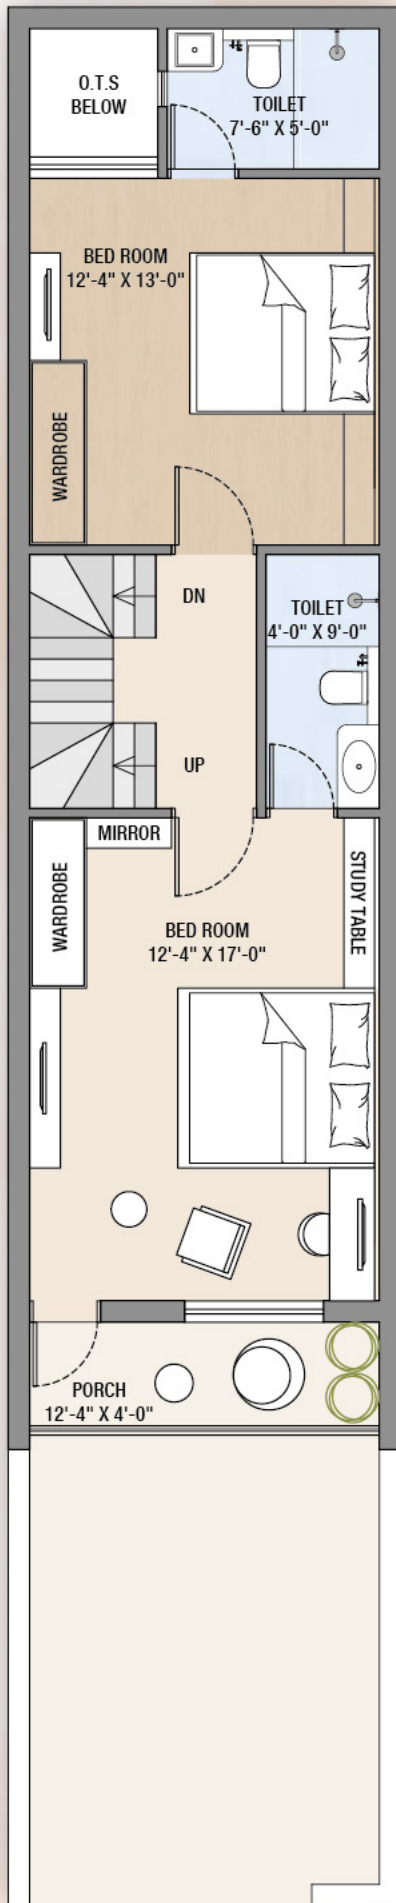 O.T.S
BELOW
TOILET
7'-6" X 5'-0"
BED ROOM
12'-4" X 13'-0"
WARDROBE
DN
TOILET
4'-0" X 9'-0"
UP
MIRROR
WARDROBE
STUDY TABLE
BED ROOM
12'-4" X 17'-0"
PORCH
12'-4" X 4'-0"